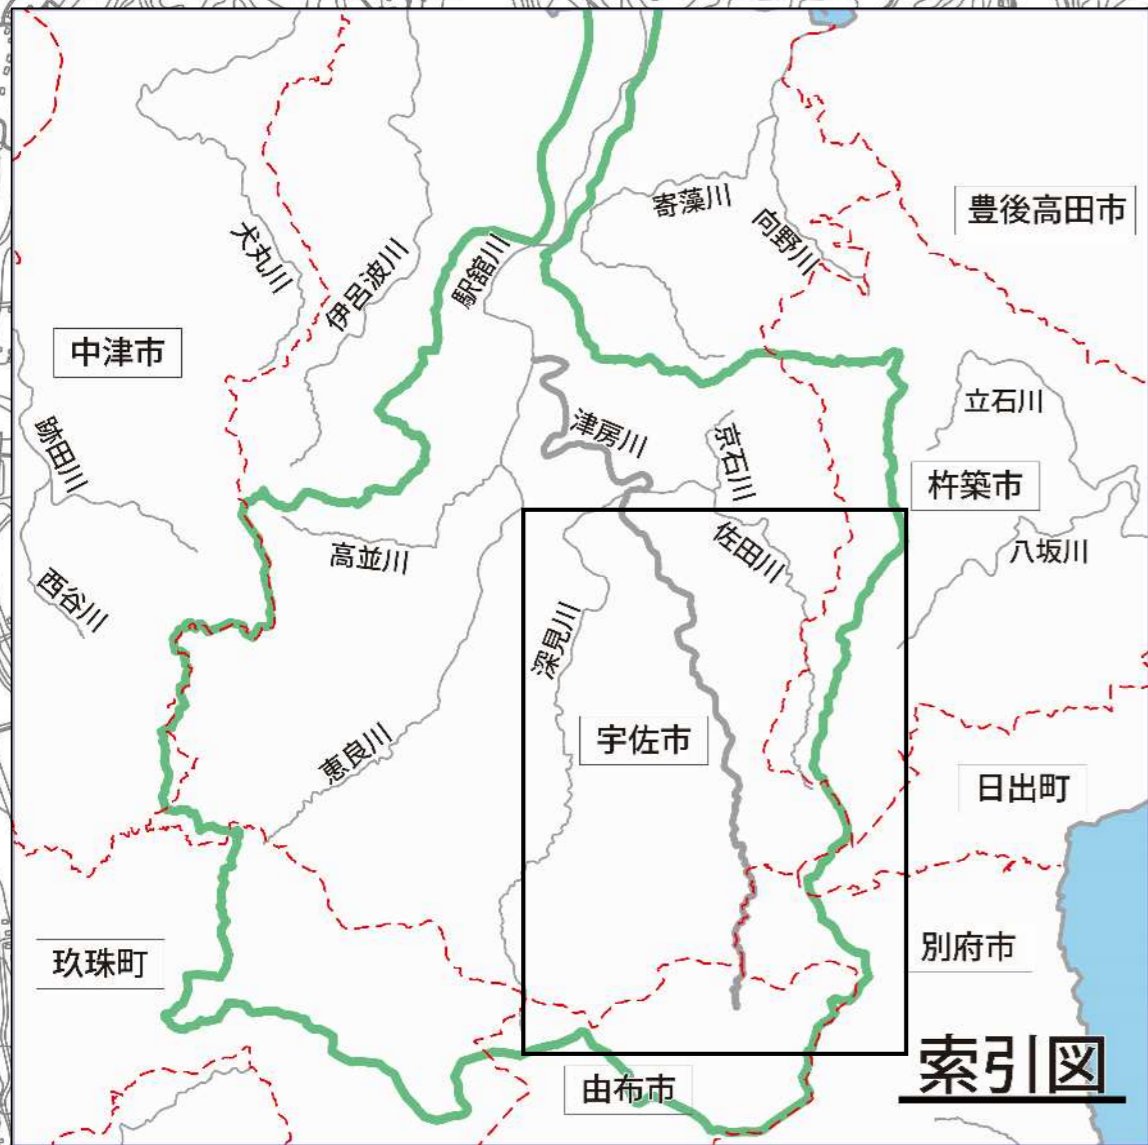 寄藻川
豊後高田市
向野川
犬丸川
伊呂波川
駅館川
中津市
立石川
跡田川
津房川
京石川
杵築市
高並川
佐田川
八坂川
西谷川
深見川
宇佐市
恵良川
日出町
玖珠町
別府市
索引図
由布市